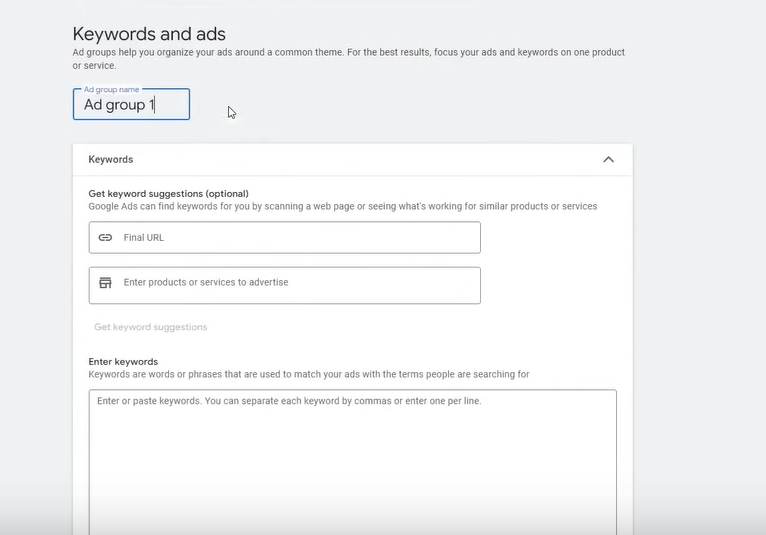 Keywords and ads
Ad groups help you organize your ads around a common theme. For the best results, focus your ads and keywords on one product
or service.
Ad group name
Ad group 1
Keywords
Get keyword suggestions (optional)
Google Ads can find keywords for you by scanning a web page or seeing what's working for similar products or services
Final URL
Enter products or services to advertise
Get keyword suggestions
Enter keywords
Keywords are words or phrases that are used to match your ads with the terms people are searching for
Enter or paste keywords. You can separate each keyword by commas or enter one per line.